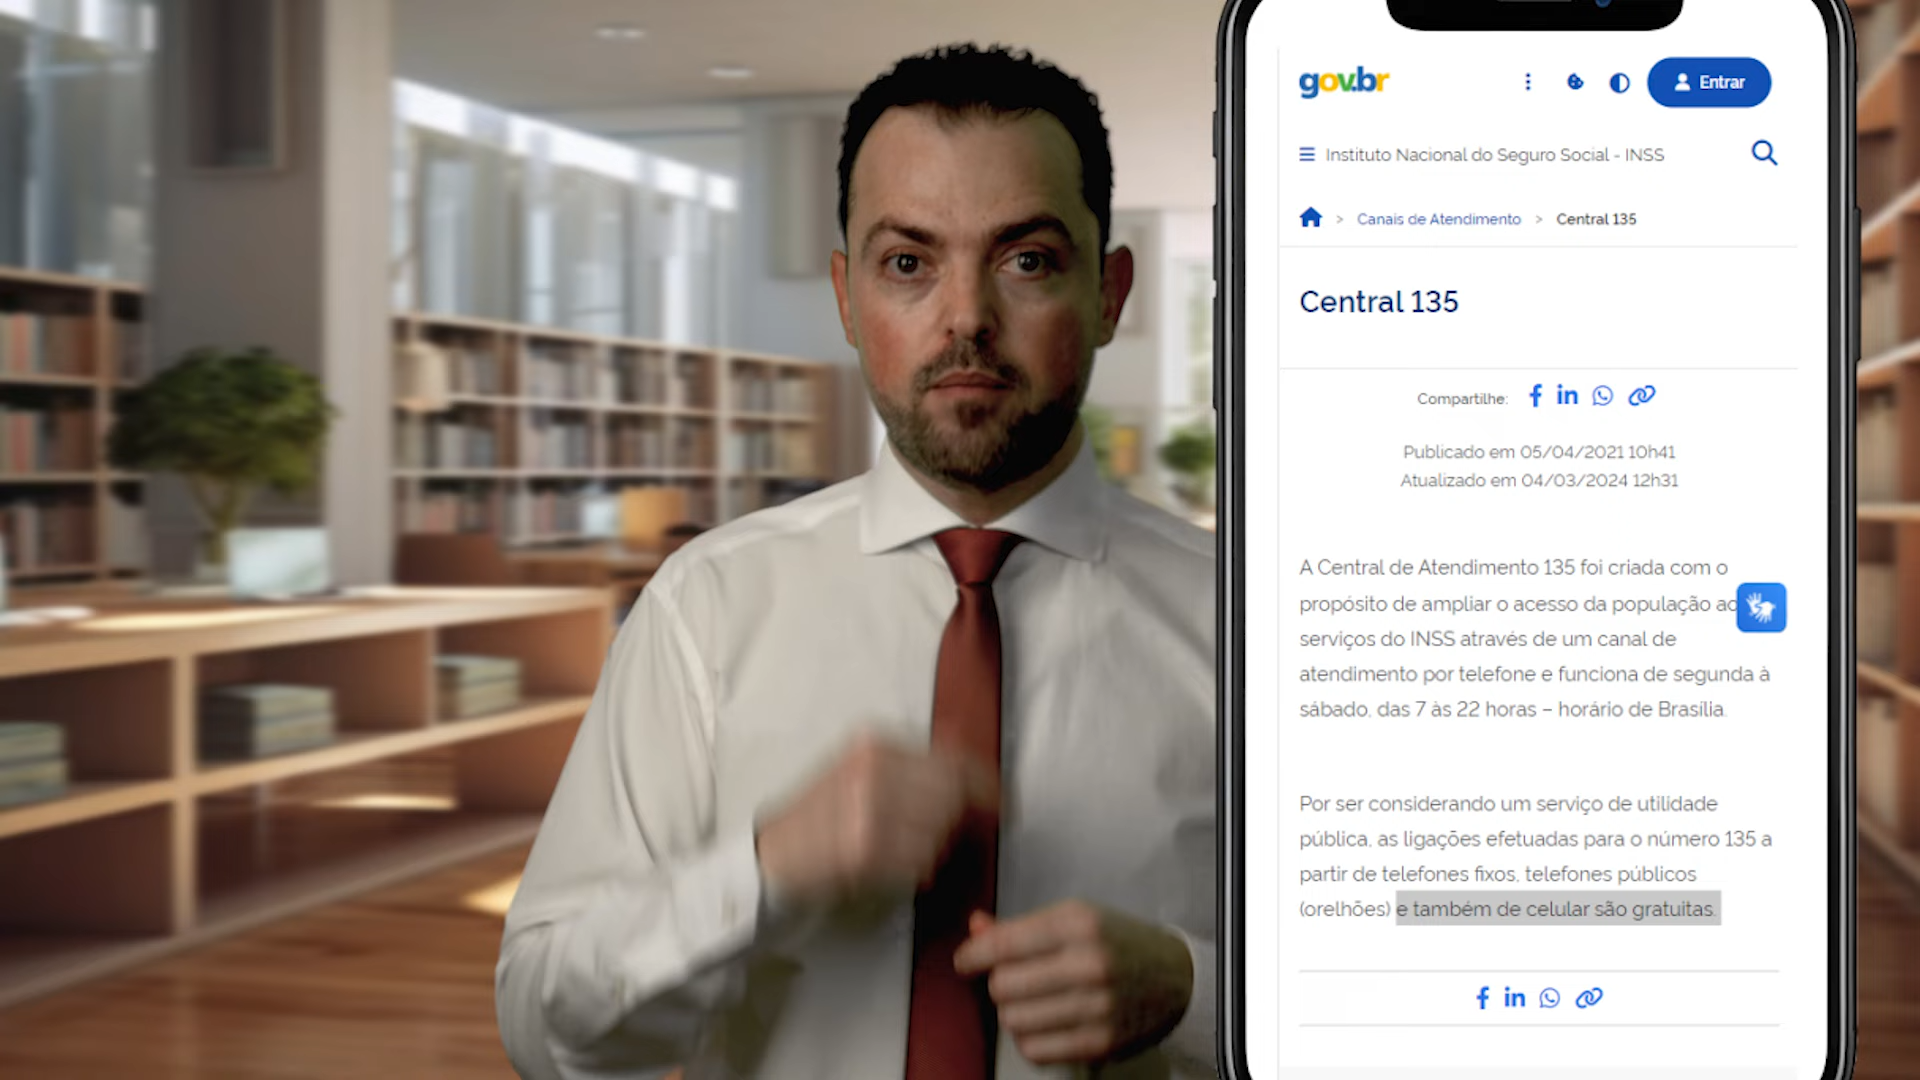 gov.br
Entrar
Instituto Nacional do Seguro Social - INSS
> Canais de Atendimento > Central 135
Central 135
Compartilhe:
Publicado em 05/04/2021 10h41
Atualizado em 04/03/2024 12h31
A Central de Atendimento 135 foi criada com o
propósito de ampliar o acesso da população ao
serviços do INSS através de um canal de
atendimento por telefone e funciona de segunda à
sábado, das 7 às 22 horas – horário de Brasília.
Por ser considerando um serviço de utilidade
pública, as ligações efetuadas para o número 135 a
partir de telefones fixos, telefones públicos
(orelhões) e também de celular são gratuitas.